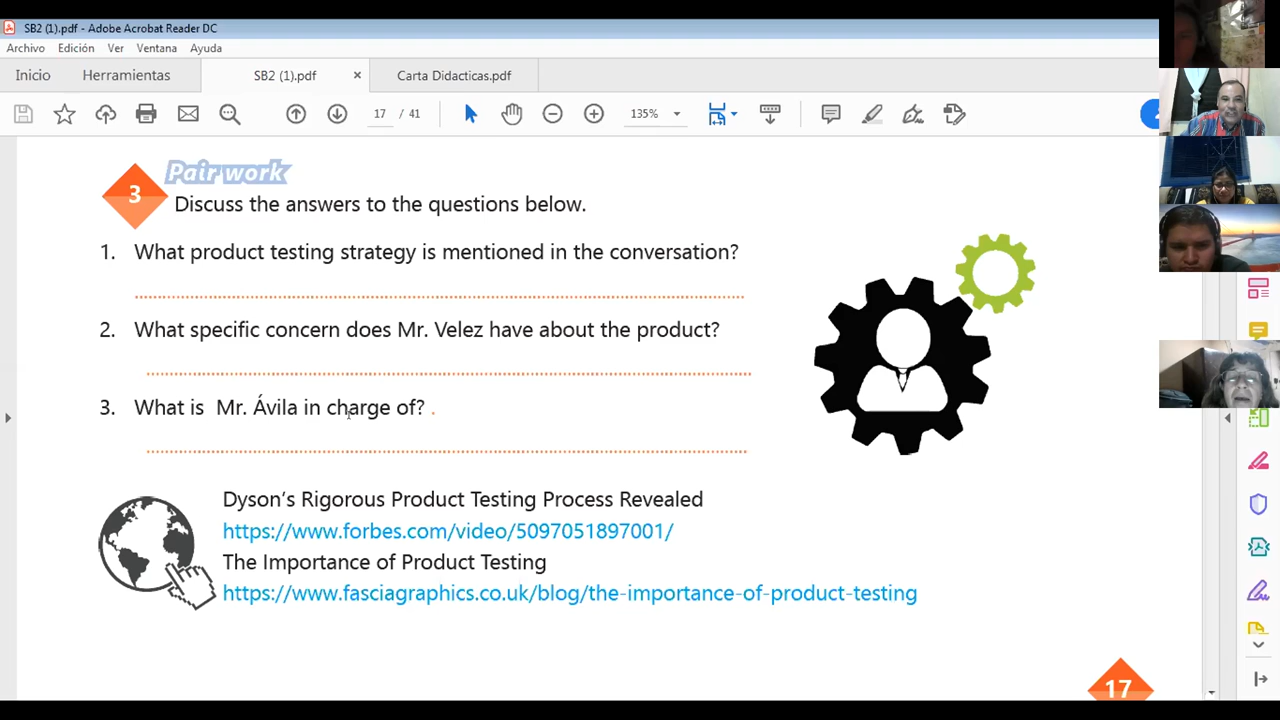 SB2 (1).pdf - Adobe Acrobat Reader DC
Archivo Edición Ver Ventana Ayuda
Inicio Herramientas SB2 (1).pdf × Carta Didacticas.pdf
17 / 41 135%
Pair work
3 Discuss the answers to the questions below.
1. What product testing strategy is mentioned in the conversation?
2. What specific concern does Mr. Velez have about the product?
3. What is Mr. Ávila in charge of? .
Dyson's Rigorous Product Testing Process Revealed
https://www.forbes.com/video/5097051897001/
The Importance of Product Testing
https://www.fasciagraphics.co.uk/blog/the-importance-of-product-testing
17